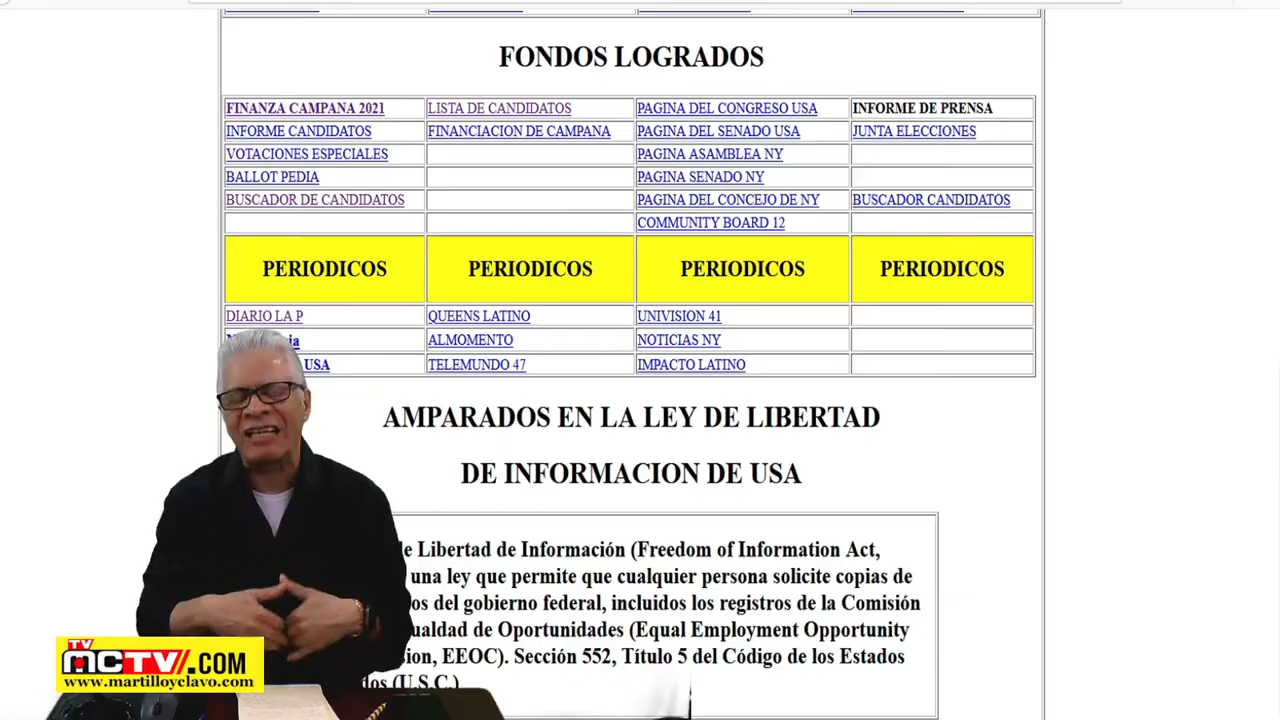 FONDOS LOGRADOS
FINANZA CAMPANA 2021 LISTA DE CANDIDATOS PAGINA DEL CONGRESO USA INFORME DE PRENSA
INFORME CANDIDATOS FINANCIACION DE CAMPANA PAGINA DEL SENADO USA JUNTA ELECCIONES
VOTACIONES ESPECIALES PAGINA ASAMBLEA NY
BALLOT PEDIA PAGINA SENADO NY
BUSCADOR DE CANDIDATOS PAGINA DEL CONCEJO DE NY BUSCADOR CANDIDATOS
COMMUNITY BOARD 12
PERIODICOS PERIODICOS PERIODICOS PERIODICOS
DIARIO LA P QUEENS LATINO UNIVISION 41
ALMOMENTO NOTICIAS NY
USA TELEMUNDO 47 IMPACTO LATINO
AMPARADOS EN LA LEY DE LIBERTAD
DE INFORMACION DE USA
e Libertad de Información (Freedom of Information Act,
una ley que permite que cualquier persona solicite copias de
os del gobierno federal, incluidos los registros de la Comisión
ualdad de Oportunidades (Equal Employment Opportunity
sion, EEOC). Sección 552, Título 5 del Código de los Estados
dos (U.S.C.)
TV
MCTV.COM
www.martilloyclavo.com